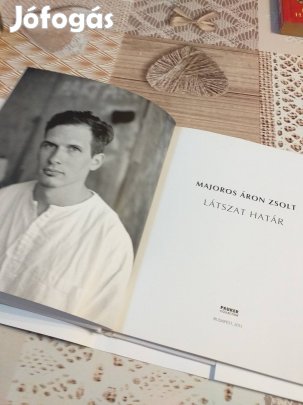 Jófogás
MAJOROS ÁRON ZSOLT
LÁTSZAT HATÁR